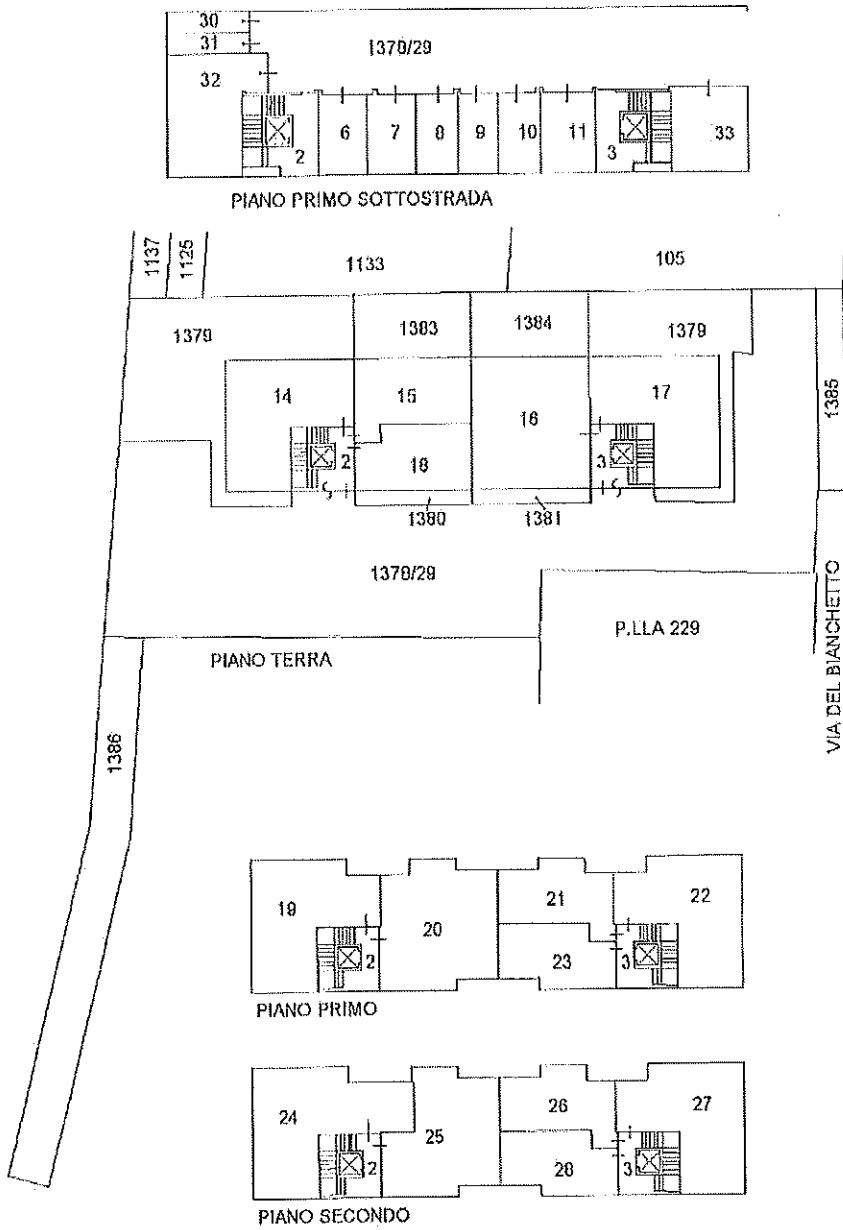 30
31
1370/29
32
2 6 7 8 9 10 11 3 33
PIANO PRIMO SOTTOSTRADA
1137 1125 1133 105
1379 1383 1384 1379
14 15 16 17
1385
2 18 3
1380 1381
1370/29
P.LLA 229
VIA DEL BIANCHETTO
PIANO TERRA
1386
19 20 21 22
2 23 3
PIANO PRIMO
24 25 26 27
2 28 3
PIANO SECONDO